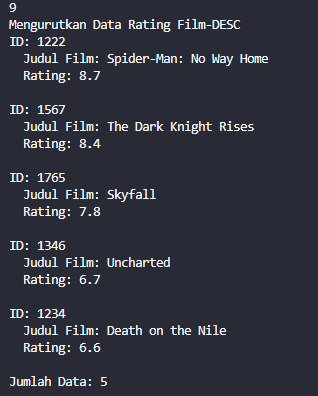 9
Mengurutkan Data Rating Film-DESC
ID: 1222
Judul Film: Spider-Man: No Way Home
Rating: 8.7
ID: 1567
Judul Film: The Dark Knight Rises
Rating: 8.4
ID: 1765
Judul Film: Skyfall
Rating: 7.8
ID: 1346
Judul Film: Uncharted
Rating: 6.7
ID: 1234
Judul Film: Death on the Nile
Rating: 6.6
Jumlah Data: 5